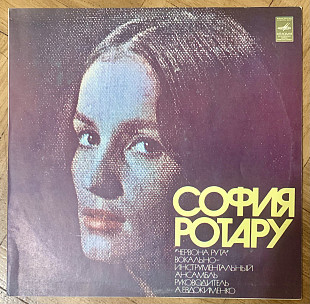 СОФИЯ
РОТАРУ
"ЧЕРВОНА РУТА"
ВОКАЛЬНО-
ИНСТРУМЕНТАЛЬНЫЙ
АНСАМБЛЬ
РУКОВОДИТЕЛЬ
А.ЕВДОКИМЕНКО